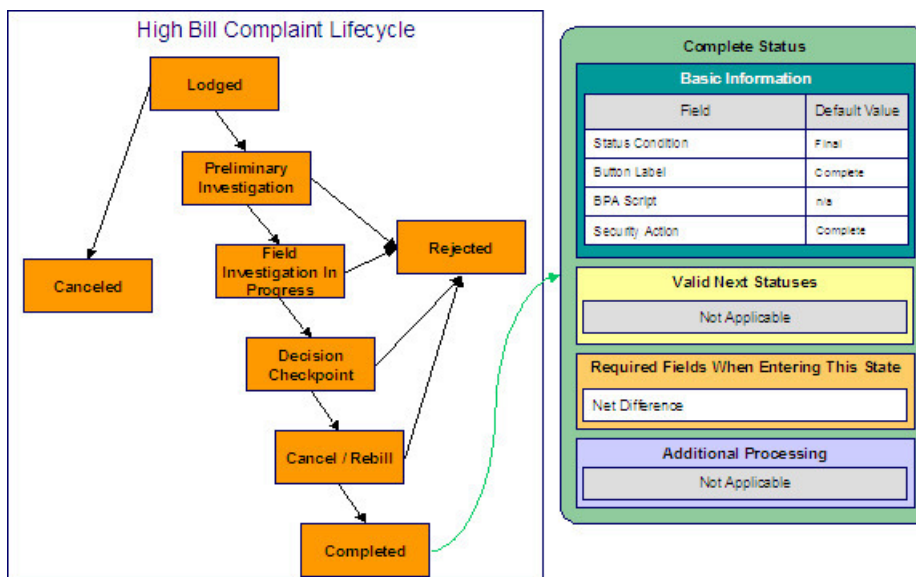 High Bill Complaint Lifecycle
Lodged
Preliminary
Investigation
Field
Investigation In
Progress
Rejected
Canceled
Decision
Checkpoint
Cancel / Rebill
Completed
Complete Status
Basic Information
Field Default Value
Status Condition Final
Button Label Complete
BPA Script n/a
Security Action Complete
Valid Next Statuses
Not Applicable
Required Fields When Entering This State
Net Difference
Additional Processing
Not Applicable